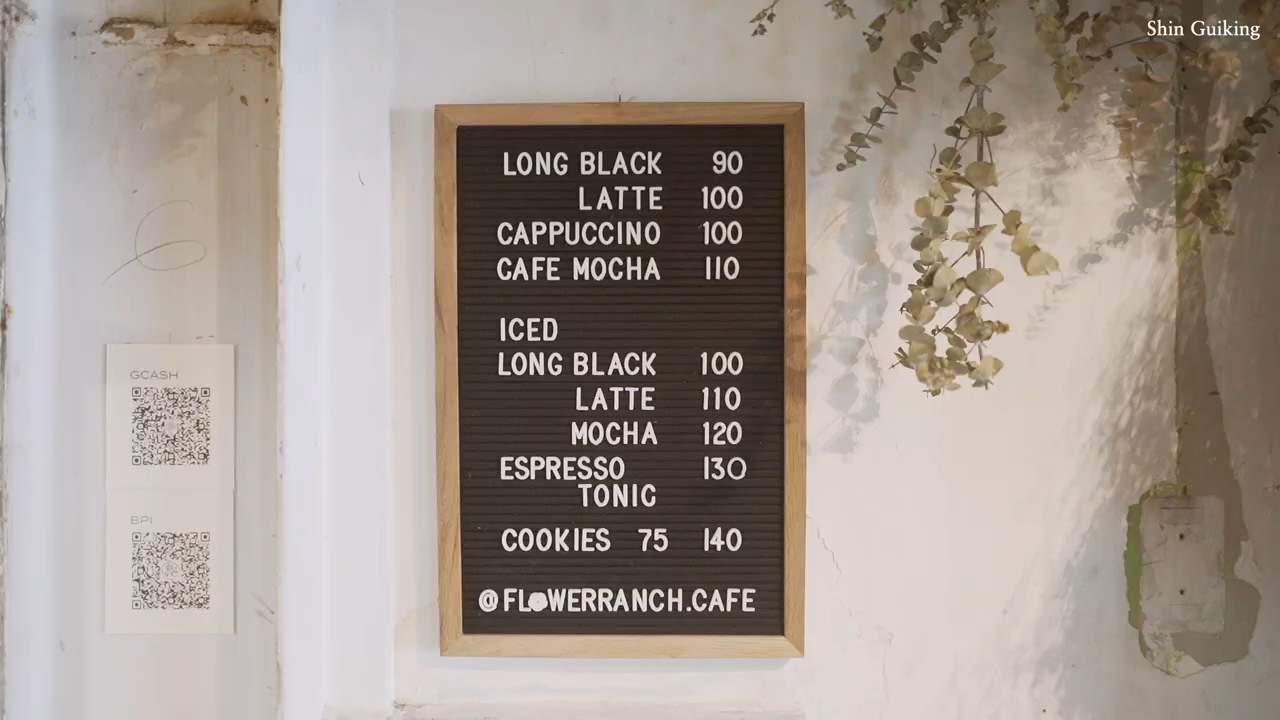 Shin Guiking
LONG BLACK 90
LATTE 100
CAPPUCCINO 100
CAFE MOCHA 110
ICED
LONG BLACK 100
LATTE 110
MOCHA 120
ESPRESSO 130
TONIC
COOKIES 75 140
@FLOWERRANCH.CAFE
GCASH
BPI